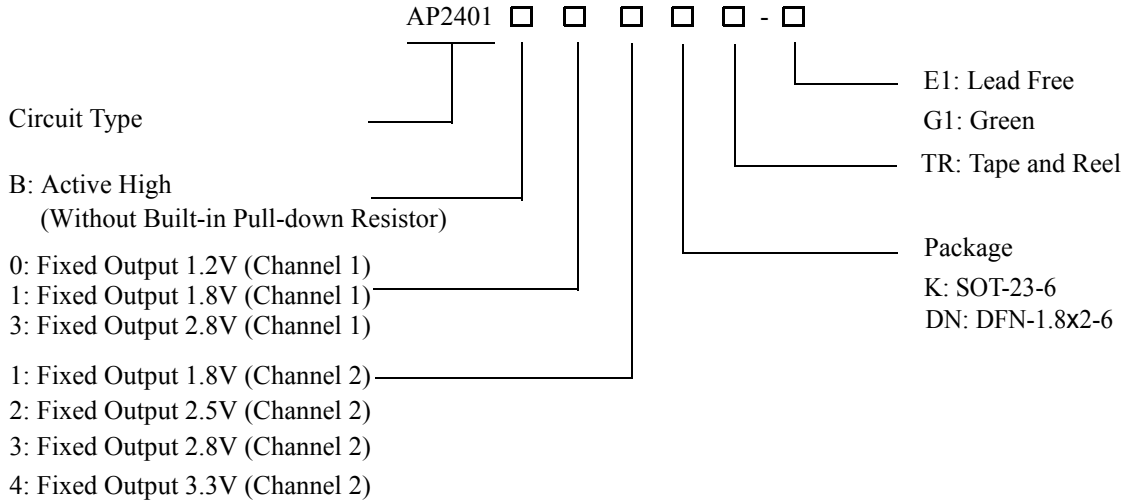 AP2401 □ □ □ □ □ - □
Circuit Type
B: Active High
(Without Built-in Pull-down Resistor)
0: Fixed Output 1.2V (Channel 1)
1: Fixed Output 1.8V (Channel 1)
3: Fixed Output 2.8V (Channel 1)
1: Fixed Output 1.8V (Channel 2)
2: Fixed Output 2.5V (Channel 2)
3: Fixed Output 2.8V (Channel 2)
4: Fixed Output 3.3V (Channel 2)
E1: Lead Free
G1: Green
TR: Tape and Reel
Package
K: SOT-23-6
DN: DFN-1.8x2-6